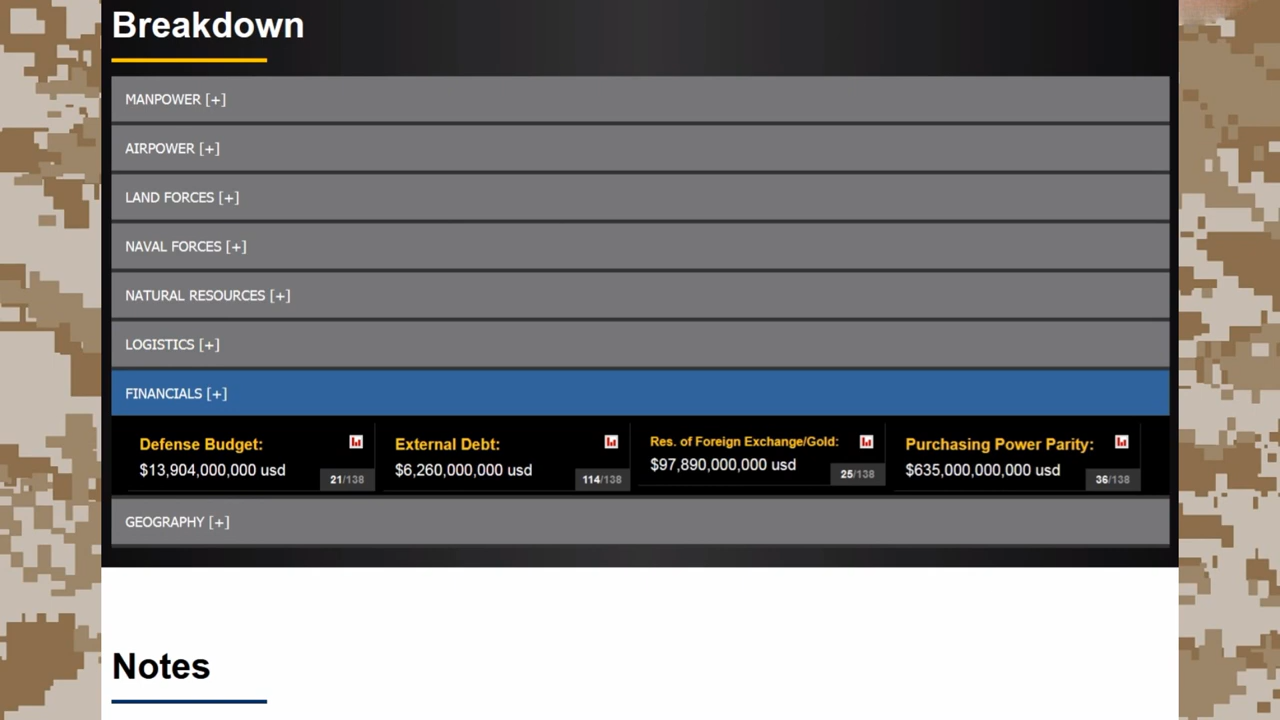 Breakdown
MANPOWER [+]
AIRPOWER [+]
LAND FORCES [+]
NAVAL FORCES [+]
NATURAL RESOURCES [+]
LOGISTICS [+]
FINANCIALS [+]
Defense Budget:
$13,904,000,000 usd
21/138
External Debt:
$6,260,000,000 usd
114/138
Res. of Foreign Exchange/Gold:
$97,890,000,000 usd
25/138
Purchasing Power Parity:
$635,000,000,000 usd
36/138
GEOGRAPHY [+]
Notes